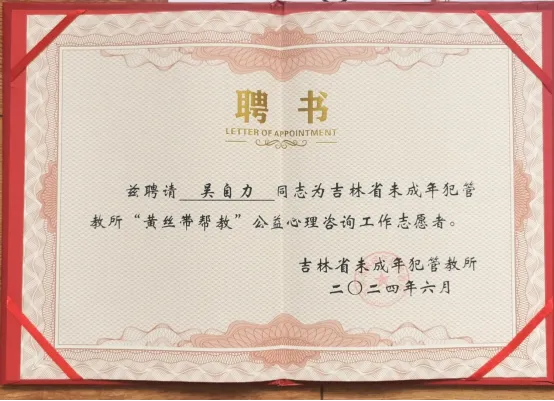 聘书
LETTER OF APPOINTMENT
兹聘请 吴自力 同志为吉林省未成年犯管
教所“黄丝带帮教”公益心理咨询工作志愿者。
吉林省未成年犯管教所
二〇二四年六月